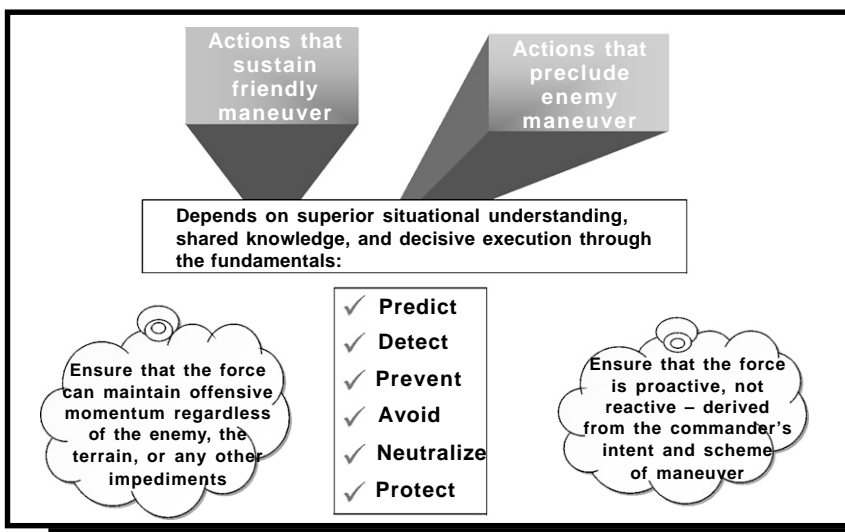 Actions that
sustain
friendly
maneuver
Actions that
preclude
enemy
maneuver
Depends on superior situational understanding,
shared knowledge, and decisive execution through
the fundamentals:
Ensure that the force
can maintain offensive
momentum regardless
of the enemy, the
terrain, or any other
impediments
✓ Predict
✓ Detect
✓ Prevent
✓ Avoid
✓ Neutralize
✓ Protect
Ensure that the force
is proactive, not
reactive – derived
from the commander’s
intent and scheme
of maneuver